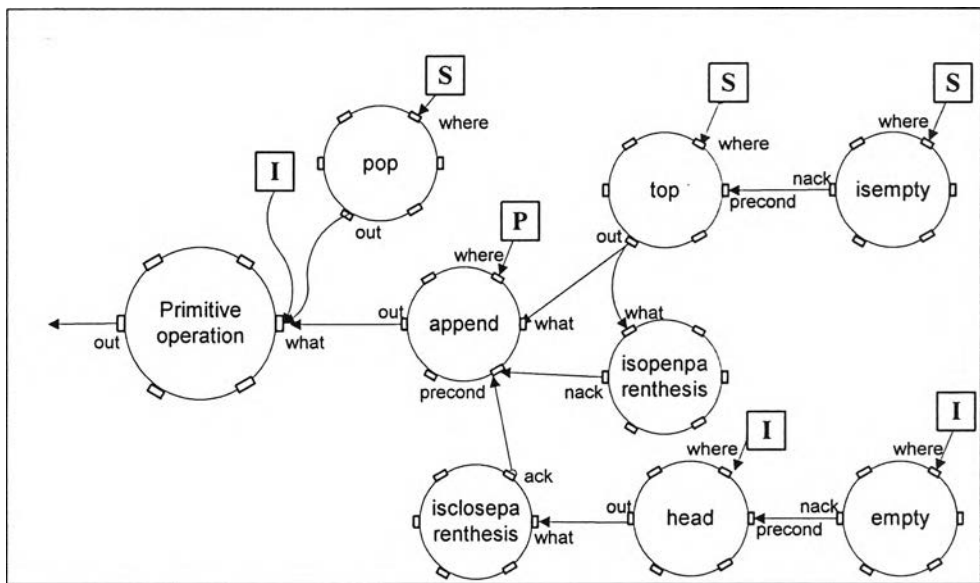 S
S
S
where
where
where
pop
I
nack
top
isempty
precond
out
P
out
where
Primitive
operation
out
append
what
what
out
what
isopenpa
renthesis
precond
nack
I
I
where
where
ack
isclosepa
renthesis
out
head
nack
empty
what
precond